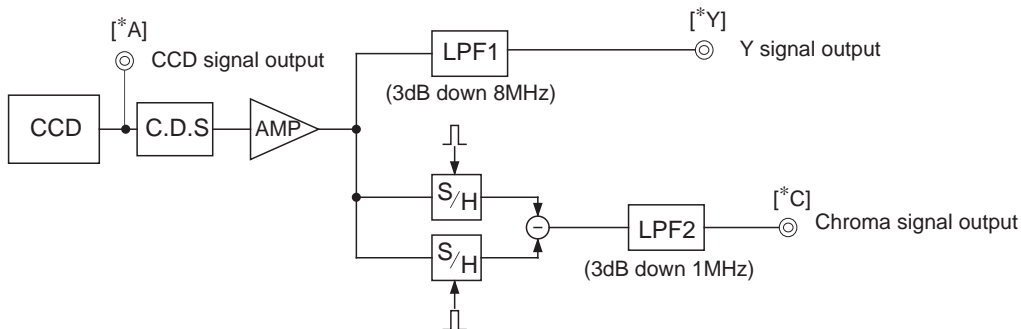 [*A]
CCD signal output
[*Y]
Y signal output
LPF1
(3dB down 8MHz)
CCD
C.D.S
AMP
S/H
[*C]
Chroma signal output
LPF2
(3dB down 1MHz)
−
S/H